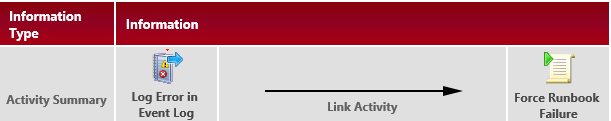 Information
Type
Information
Activity Summary
Log Error in
Event Log
Link Activity
Force Runbook
Failure